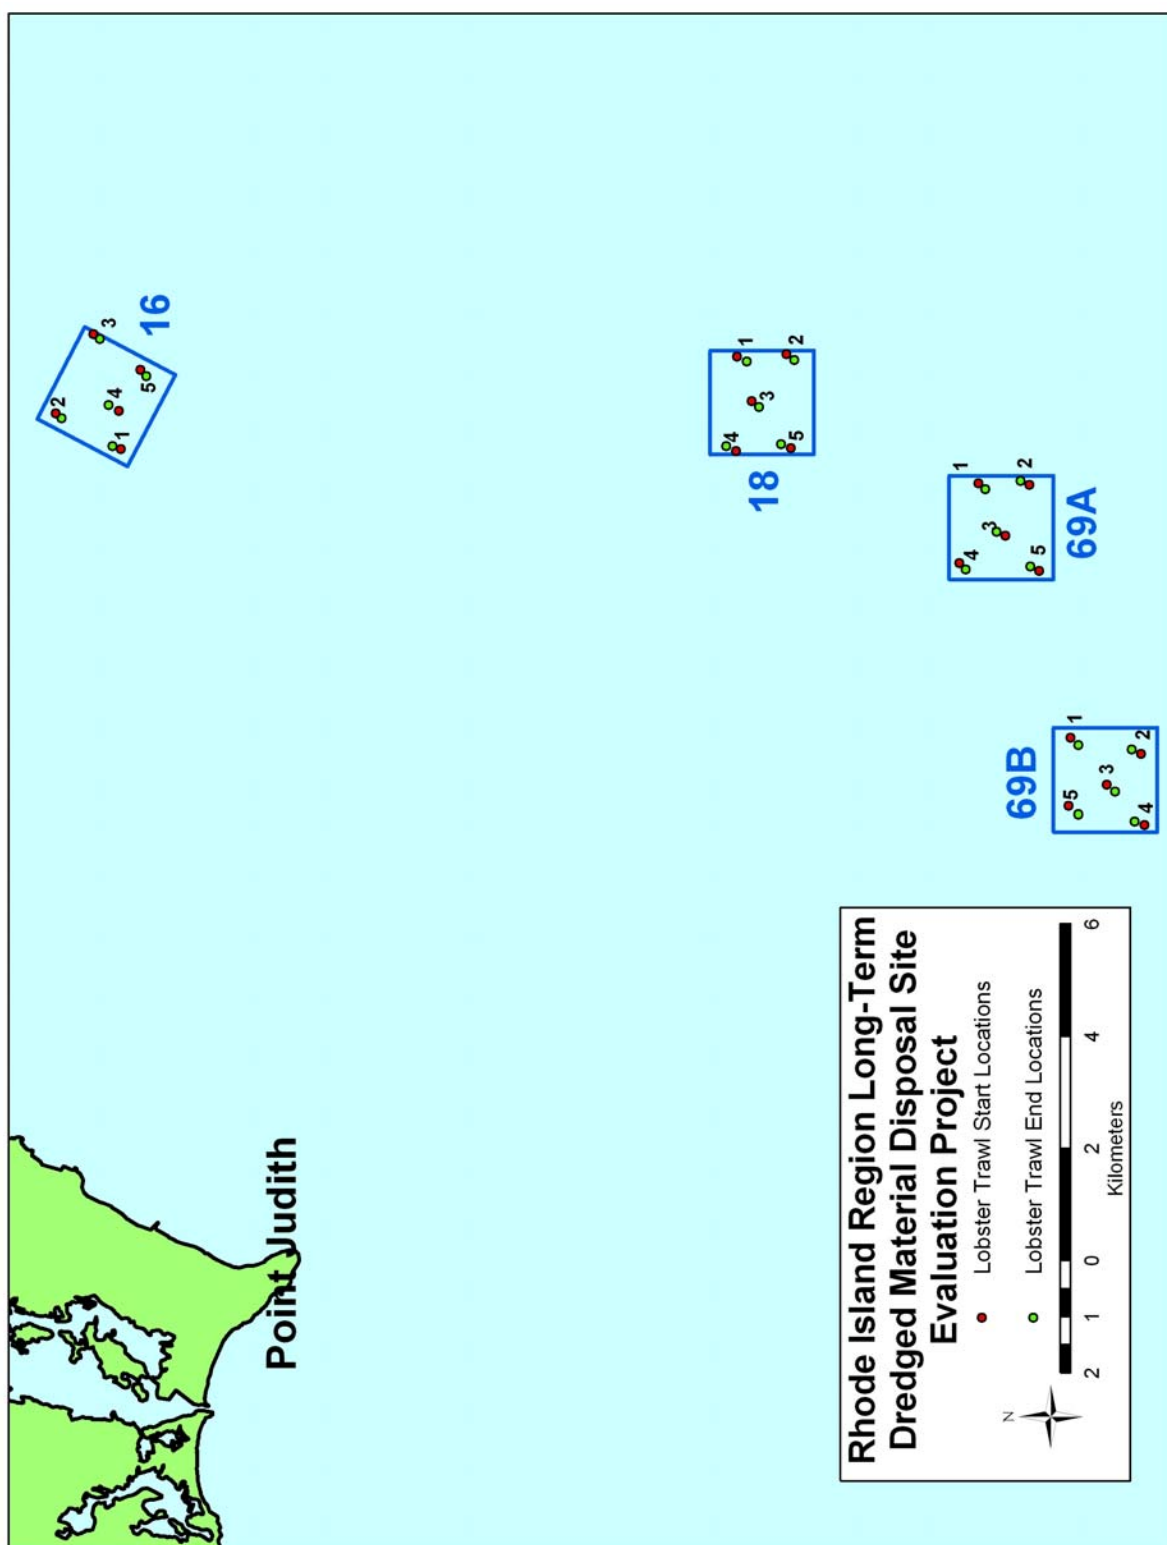 2
3
4
1
5
16
Point Judith
4
1
3
2
5
18
4
1
3
2
5
69A
69B
5
1
3
2
4
Rhode Island Region Long-Term
Dredged Material Disposal Site
Evaluation Project
Lobster Trawl Start Locations
Lobster Trawl End Locations
N
2 1 0 2 4 6
Kilometers